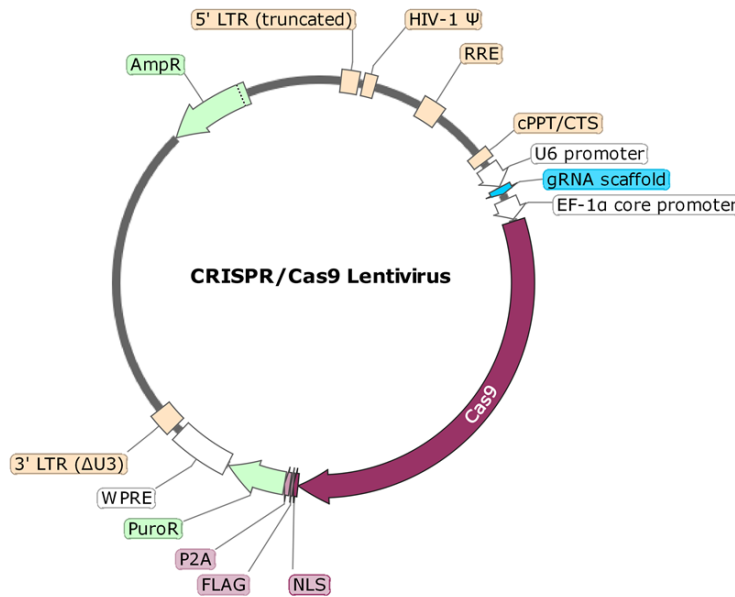 5' LTR (truncated)
HIV-1 Ψ
AmpR
RRE
cPPT/CTS
U6 promoter
gRNA scaffold
EF-1α core promoter
CRISPR/Cas9 Lentivirus
Cas9
3' LTR (ΔU3)
WPRE
PuroR
P2A
FLAG
NLS